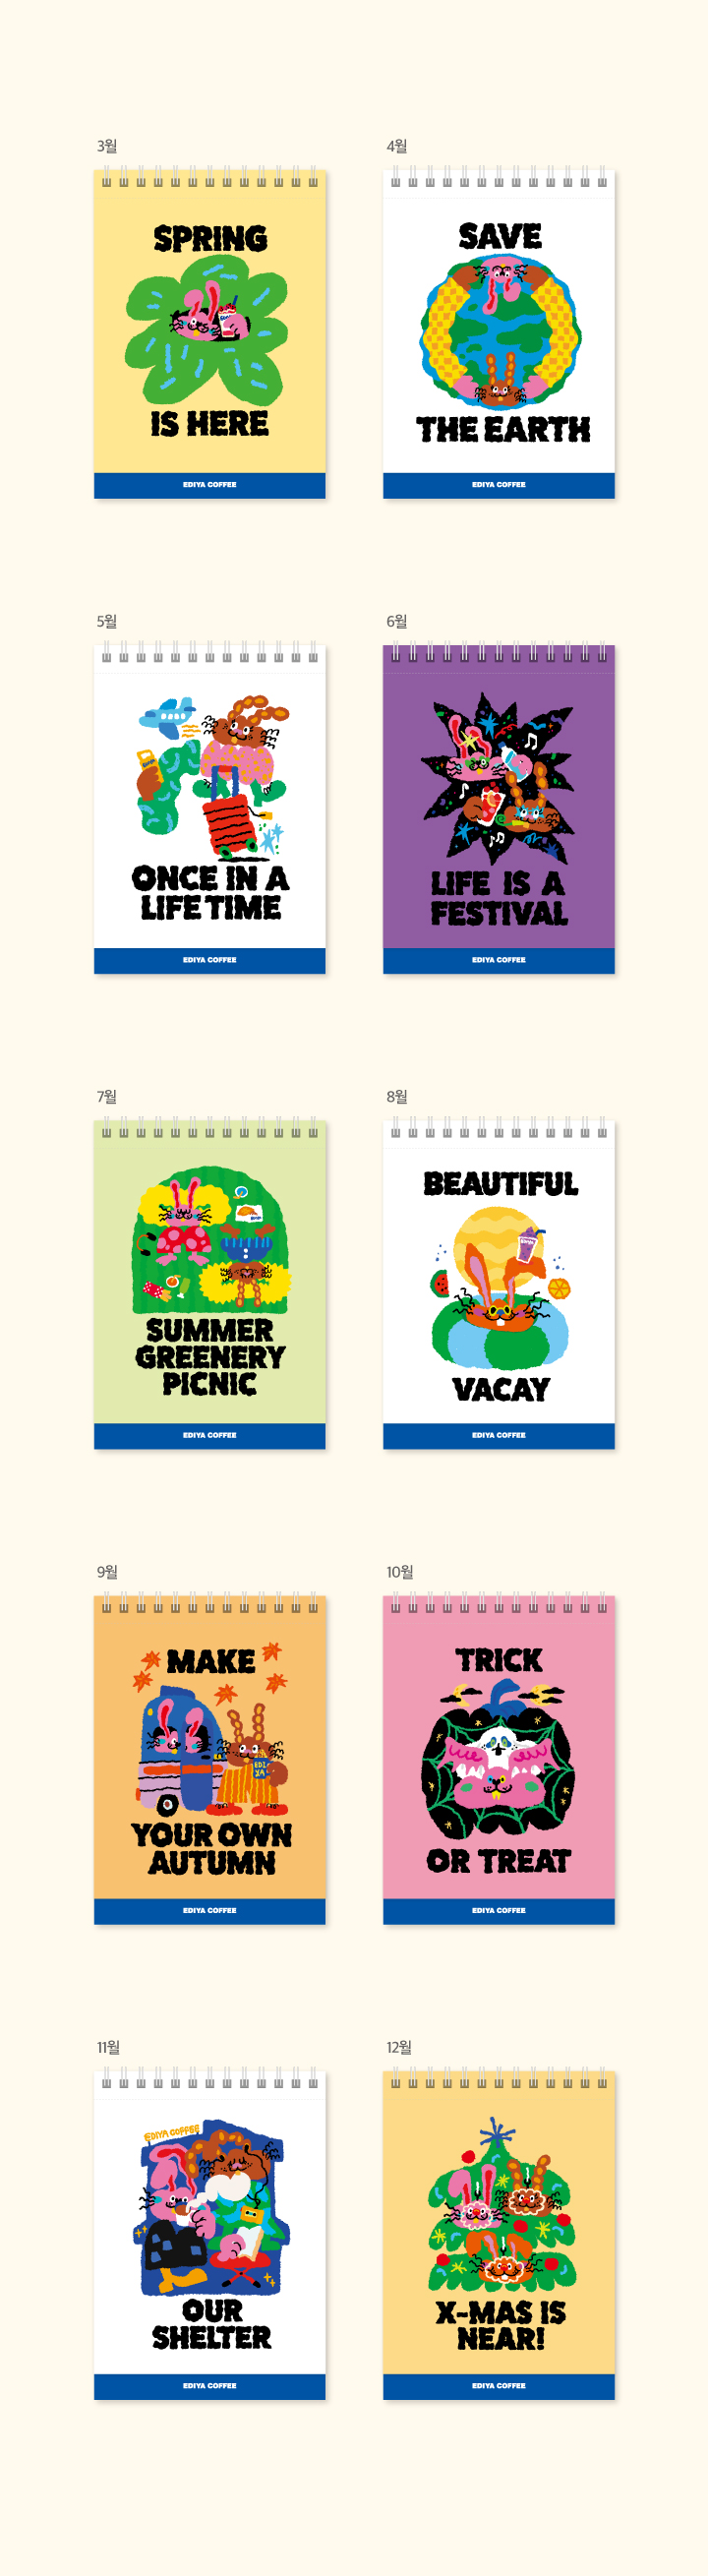 3월
SPRING
IS HERE
EDIYA COFFEE
4월
SAVE
THE EARTH
EDIYA COFFEE
5월
ONCE IN A
LIFE TIME
EDIYA COFFEE
6월
LIFE IS A
FESTIVAL
EDIYA COFFEE
7월
SUMMER
GREENERY
PICNIC
EDIYA COFFEE
8월
BEAUTIFUL
VACAY
EDIYA COFFEE
9월
MAKE
EDI
YA
YOUR OWN
AUTUMN
EDIYA COFFEE
10월
TRICK
OR TREAT
EDIYA COFFEE
11월
EDIYA COFFEE
OUR
SHELTER
12월
X-MAS IS
NEAR!
EDIYA COFFEE
EDIYA COFFEE